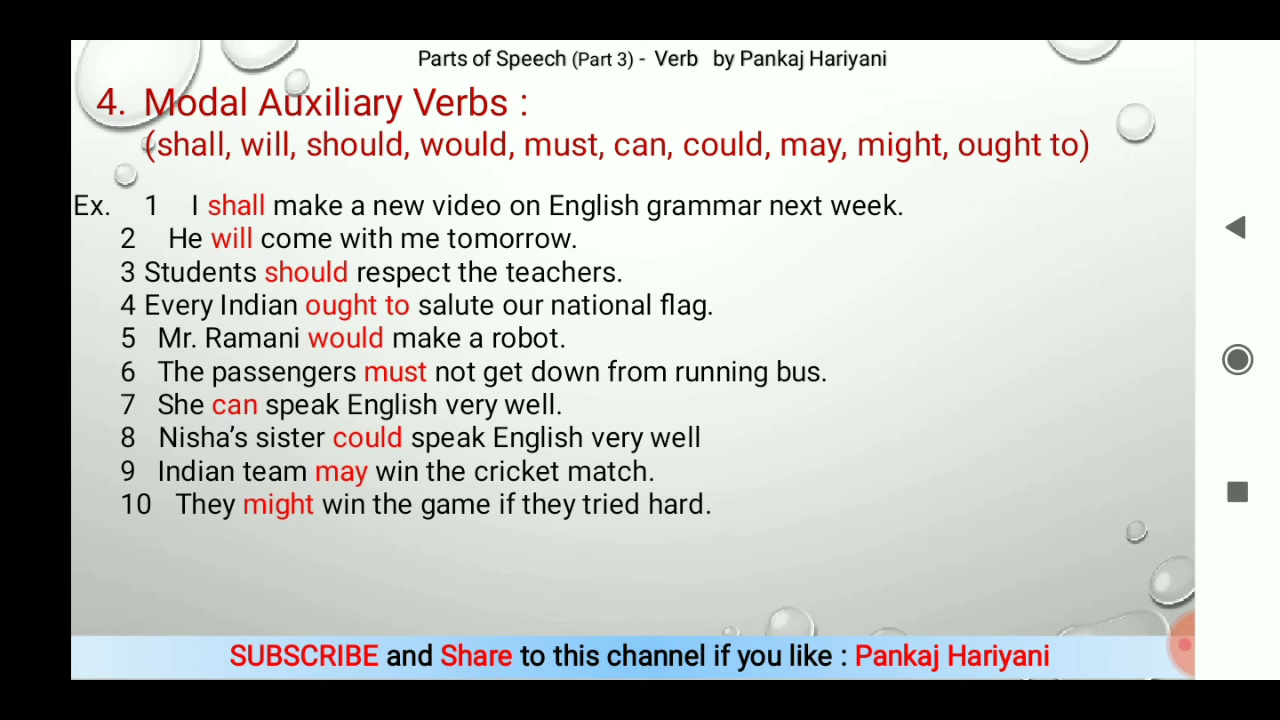 Parts of Speech (Part 3) - Verb by Pankaj Hariyani
4. Modal Auxiliary Verbs :
(shall, will, should, would, must, can, could, may, might, ought to)
Ex. 1 I shall make a new video on English grammar next week.
2 He will come with me tomorrow.
3 Students should respect the teachers.
4 Every Indian ought to salute our national flag.
5 Mr. Ramani would make a robot.
6 The passengers must not get down from running bus.
7 She can speak English very well.
8 Nisha’s sister could speak English very well
9 Indian team may win the cricket match.
10 They might win the game if they tried hard.
SUBSCRIBE and Share to this channel if you like : Pankaj Hariyani